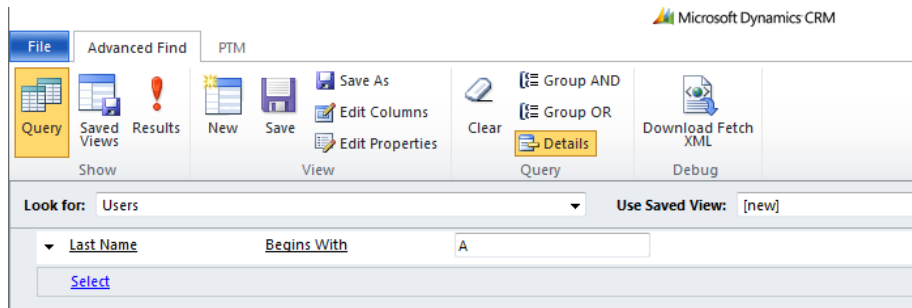 Microsoft Dynamics CRM
File Advanced Find PTM
Query
Saved Views
Results
New
Save
Save As
Edit Columns
Edit Properties
Clear
Group AND
Group OR
Details
Download Fetch XML
Show View Query Debug
Look for: Users Use Saved View: [new]
Last Name Begins With A
Select